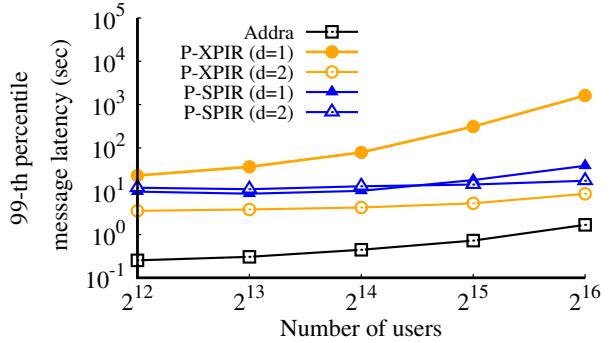 99-th percentile
message latency (sec)
10^5
10^4
10^3
10^2
10^1
10^0
10^-1
Addra
P-XPIR (d=1)
P-XPIR (d=2)
P-SPIR (d=1)
P-SPIR (d=2)
2^12 2^13 2^14 2^15 2^16
Number of users